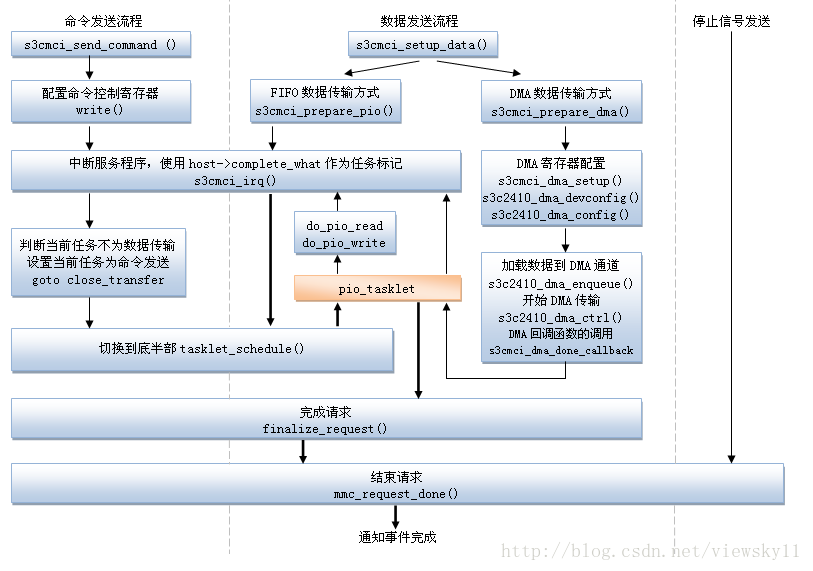 命令发送流程
s3cmci_send_command ()
配置命令控制寄存器
write()
数据发送流程
s3cmci_setup_data()
FIFO 数据传输方式
s3cmci_prepare_pio()
DMA 数据传输方式
s3cmci_prepare_dma()
停止信号发送
中断服务程序，使用 host->complete_what 作为任务标记
s3cmci_irq()
DMA 寄存器配置
s3cmci_dma_setup()
s3c2410_dma_devconfig()
s3c2410_dma_config()
判断当前任务不为数据传输
设置当前任务为命令发送
goto close_transfer
do_pio_read
do_pio_write
pio_tasklet
加载数据到 DMA 通道
s3c2410_dma_enqueue()
开始 DMA 传输
s3c2410_dma_ctrl()
DMA 回调函数的调用
s3cmci_dma_done_callback
切换到底半部 tasklet_schedule()
完成请求
finalize_request()
结束请求
mmc_request_done()
通知事件完成
http://blog.csdn.net/viewsky11